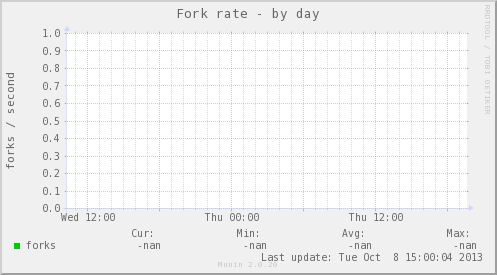 Fork rate - by day
RRDTOOL / TOBI OETIKER
forks / second
1.0
0.9
0.8
0.7
0.6
0.5
0.4
0.3
0.2
0.1
0.0
Wed 12:00 Thu 00:00 Thu 12:00
Cur: Min: Avg: Max:
forks -nan -nan -nan -nan
Last update: Tue Oct  8 15:00:04 2013
Munin 2.0.20